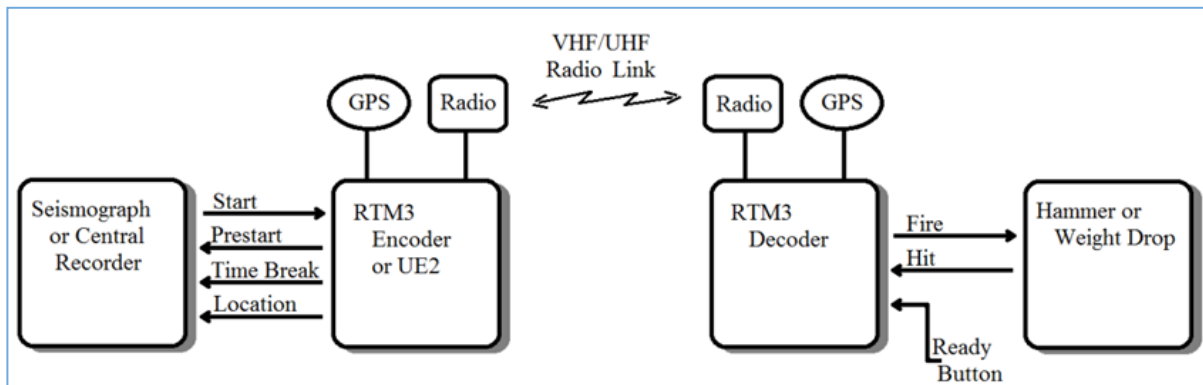 VHF/UHF
Radio Link
GPS
Radio
Radio
GPS
Seismograph
or Central
Recorder
Start
Prestart
Time Break
Location
RTM3
Encoder
or UE2
RTM3
Decoder
Fire
Hit
Ready
Button
Hammer or
Weight Drop